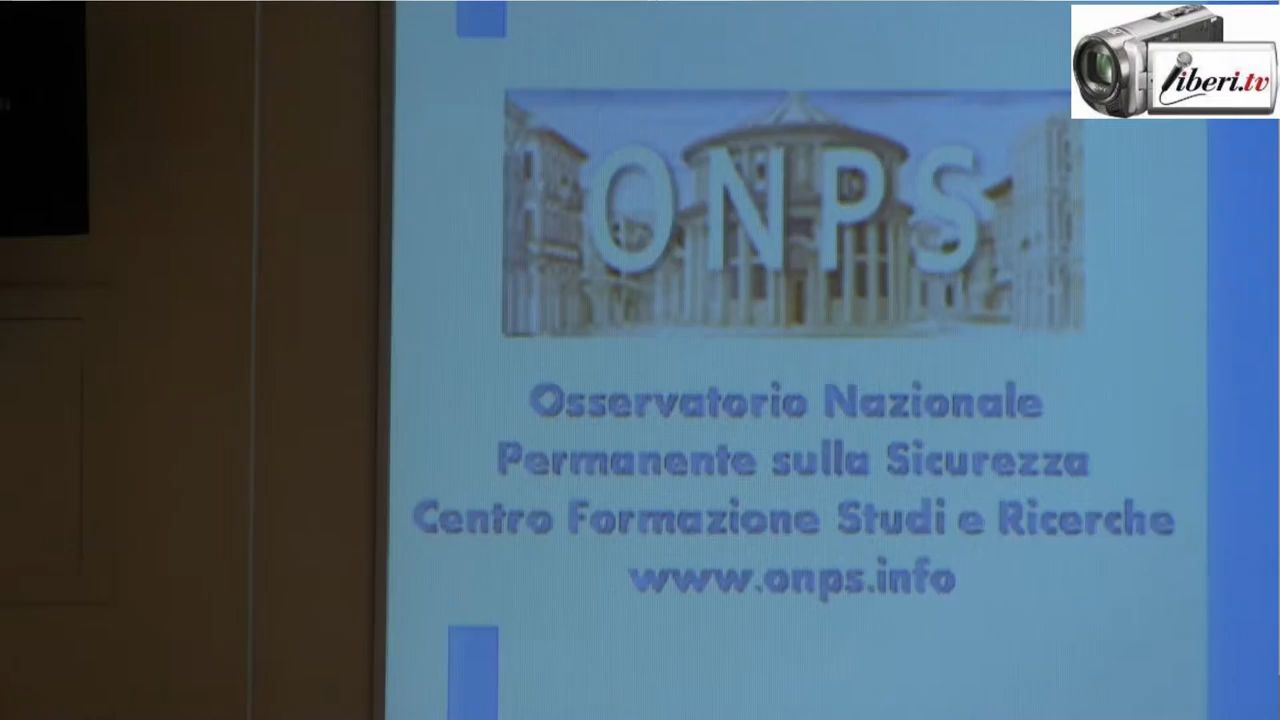 liberi.tv
ONPS
Osservatorio Nazionale
Permanente sulla Sicurezza
Centro Formazione Studi e Ricerche
www.onps.info